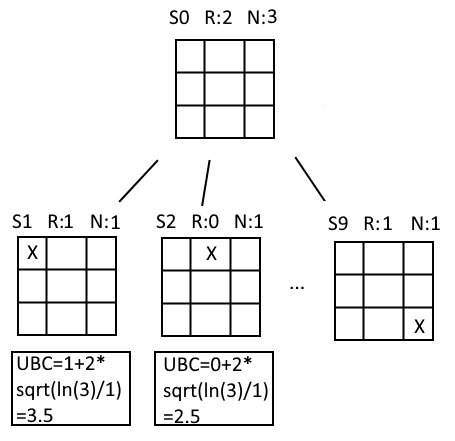 S0 R:2 N:3
S1 R:1 N:1
S2 R:0 N:1
S9 R:1 N:1
X
X
...
X
UBC=1+2*
sqrt(ln(3)/1)
=3.5
UBC=0+2*
sqrt(ln(3)/1)
=2.5